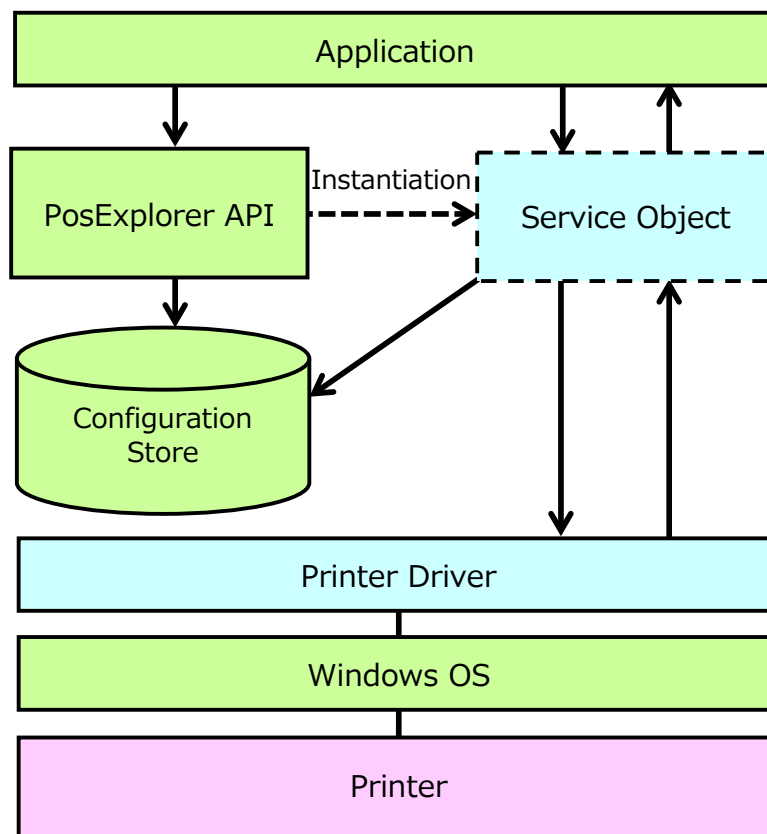 Application
Instantiation
PosExplorer API
Service Object
Configuration
Store
Printer Driver
Windows OS
Printer